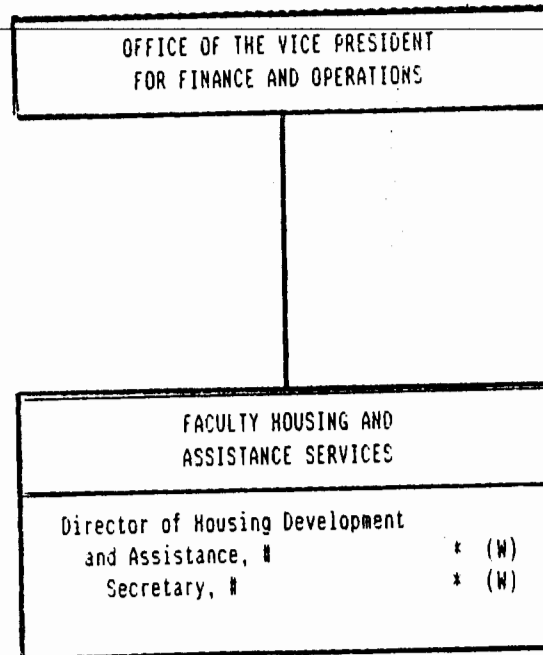 OFFICE OF THE VICE PRESIDENT
FOR FINANCE AND OPERATIONS
FACULTY HOUSING AND
ASSISTANCE SERVICES
Director of Housing Development
and Assistance, # * (W)
Secretary, # * (W)